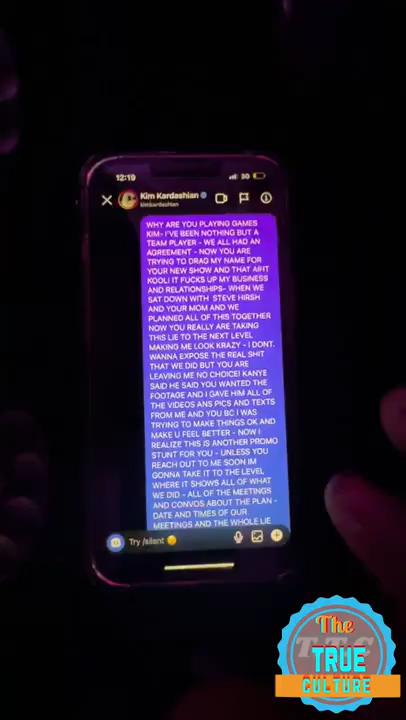 12:19
3G
Kim Kardashian
kimkardashian
WHY ARE YOU PLAYING GAMES
KIM- I'VE BEEN NOTHING BUT A
TEAM PLAYER - WE ALL HAD AN
AGREEMENT - NOW YOU ARE
TRYING TO DRAG MY NAME FOR
YOUR NEW SHOW AND THAT AIHT
KOOL! IT FUCKS UP MY BUSINESS
AND RELATIONSHIPS- WHEN WE
SAT DOWN WITH STEVE HIRSH
AND YOUR MOM AND WE
PLANNED ALL OF THIS TOGETHER
NOW YOU REALLY ARE TAKING
THIS LIE TO THE NEXT LEVEL
MAKING ME LOOK KRAZY - I DONT.
WANNA EXPOSE THE REAL SHIT
THAT WE DID BUT YOU ARE
LEAVING ME NO CHOICE! KANYE
SAID HE SAID YOU WANTED THE
FOOTAGE AND I GAVE HIM ALL OF
THE VIDEOS ANS PICS AND TEXTS
FROM ME AND YOU BC I WAS
TRYING TO MAKE THINGS OK AND
MAKE U FEEL BETTER - NOW I
REALIZE THIS IS ANOTHER PROMO
STUNT FOR YOU - UNLESS YOU
REACH OUT TO ME SOON IM
GONNA TAKE IT TO THE LEVEL
WHERE IT SHOWS ALL OF WHAT
WE DID - ALL OF THE MEETINGS
AND CONVOS ABOUT THE PLAN -
DATE AND TIMES OF OUR
MEETINGS AND THE WHOLE LIE
Try /silent
The
T.T.C
TRUE
CULTURE